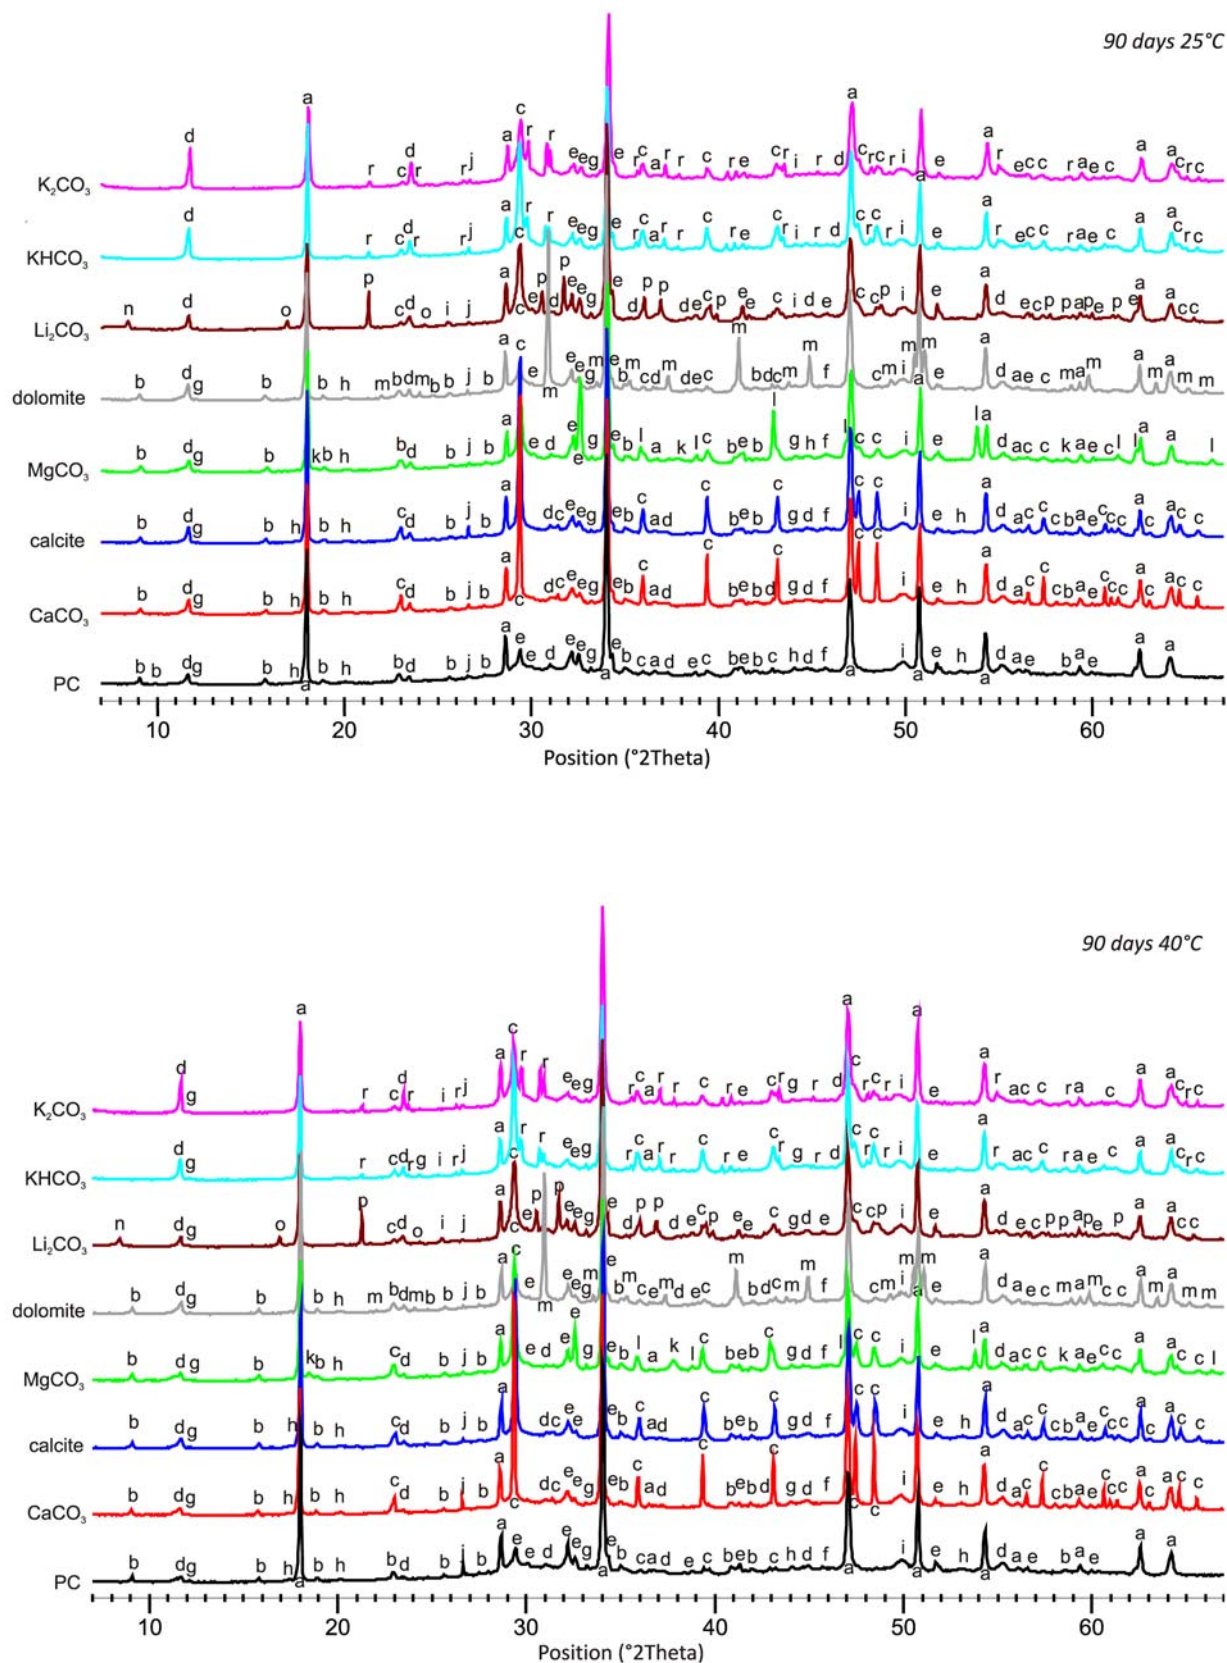 90 days 25°C
a
a
d a c r r d r c r d r j e e g r c a r r c r e c r i r d c r c r i e a r e c c r a e c a a c r c
K₂CO₃
d a r c d r r j a r r e e g c r a r c r r e c r i r d c r c r i a e a r e c c r a e c a a c r c
KHCO₃
n d o p c d o i j a c e p d p e e g e d p p d e c p e c i d e c c p i e a e c p p a p e p e a a c c
Li₂CO₃
b d g b b h m b d m b b j b a c e m e e g m e b m c d m d e c m b d c m f c m i m m e a d a e c m a m a m a m m
dolomite
b d g b k b h b d b j b a c e d e e g e b l a k l c b e b l g h f l c c i e l a d a c c k a e c l l a a l
MgCO₃
b d g b h b h c d b j b a c d c e e g e b c a d c b e b c g d f c c i e h a d a c c c b a e c c c a a c c
calcite
b d g b h b h c d b j b a c d c e e g e b c a d c b e b d c g d f c c i e h a d a c c c b a e c c c a c a c c
CaCO₃
b b d g b h a b h b d b j b a e e d e e g a e b c a d e c b e b c h d f a i a e h a d a e b a e a a
PC
10 20 30 40 50 60
Position (°2Theta)
90 days 40°C
a
d g a r c d r i r j a c r r e e g r c a r r c r e c r g r d c r c r i a e a r a c c r a c a a c r c
K₂CO₃
d g r c d r g i r j a r r e e g r c a r r c r e c r i r d c r c r i e a r a c c r a e c a a c r c
KHCO₃
n d g o p c d o i j a c e p d p e e g e d p p d e c p e e c g d e c c p i e a d e c p p a p e p a a c c
Li₂CO₃
b d g b b h m b d m b b j b a c e m e e g m e b m c e m d e c m b d c m m f c m i m m e a d a e c m a m a m a m m
dolomite
b d g b k b h c d b j b a c e d e e g e b l a k l c b e b c g d f l c c i a e l a d a c c k a e c c a a c c l
MgCO₃
b d g b h b h c d b j b a d c e e g e b c a d c b e b c g d f c c i e h a d a c c c b a e c c c a a c c
calcite
b d g b h b h c d b j b a c d c e e g e b c a d c b e b d c g d f c c i e h a d a c c c b a e c c c a a c c
CaCO₃
b d g b h a b h b d b j b a e e d e e g a e b c a d e c b e b c h d f a i a e h a d a e b a e a a
PC
10 20 30 40 50 60
Position (°2Theta)